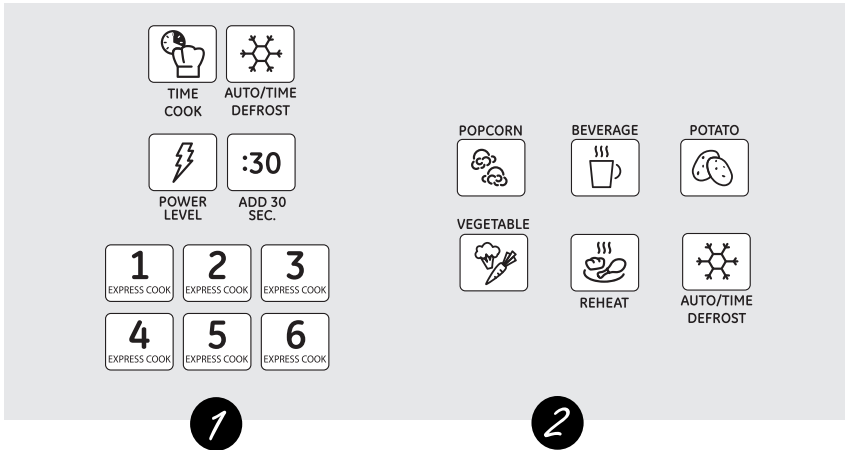 TIME
COOK
AUTO/TIME
DEFROST
POWER
LEVEL
:30
ADD 30
SEC.
1
EXPRESS COOK
2
EXPRESS COOK
3
EXPRESS COOK
4
EXPRESS COOK
5
EXPRESS COOK
6
EXPRESS COOK
1
POPCORN
BEVERAGE
POTATO
VEGETABLE
REHEAT
AUTO/TIME
DEFROST
2